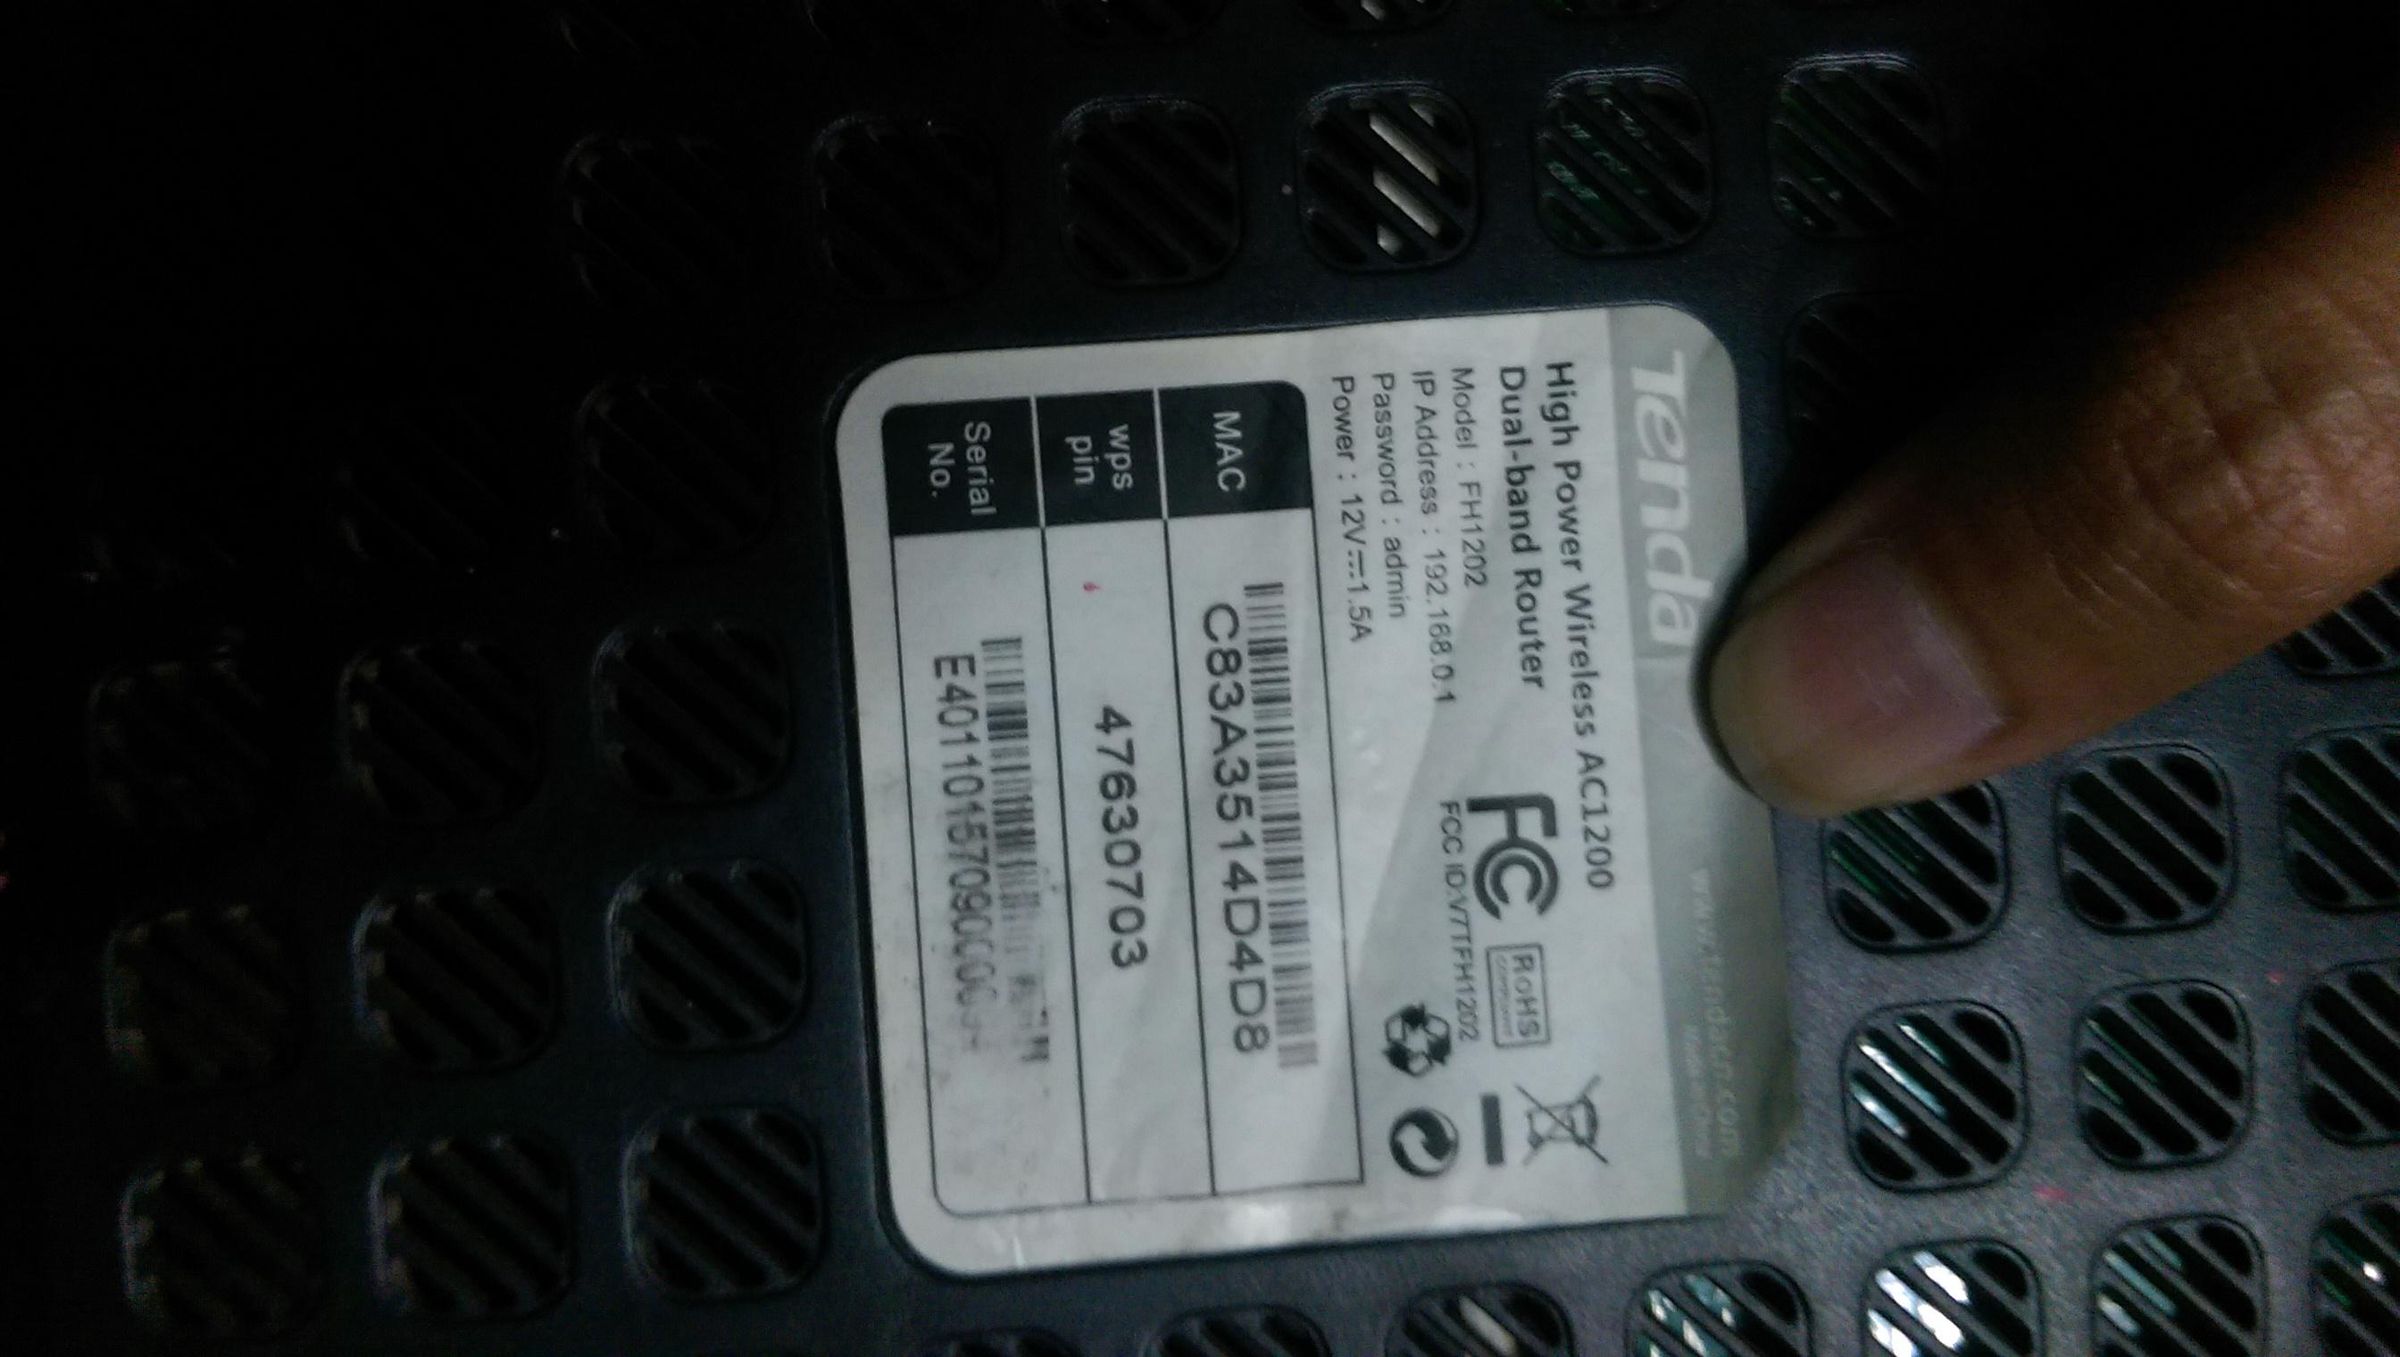 Tenda
High Power Wireless AC1200
Dual-band Router
Model : FH1202
IP Address : 192.168.0.1
Password : admin
Power : 12V⎓1.5A
FC
FCC ID:V7TFH1202
RoHS
MAC
C83A3514D4D8
wps
pin
47630703
Serial
No.